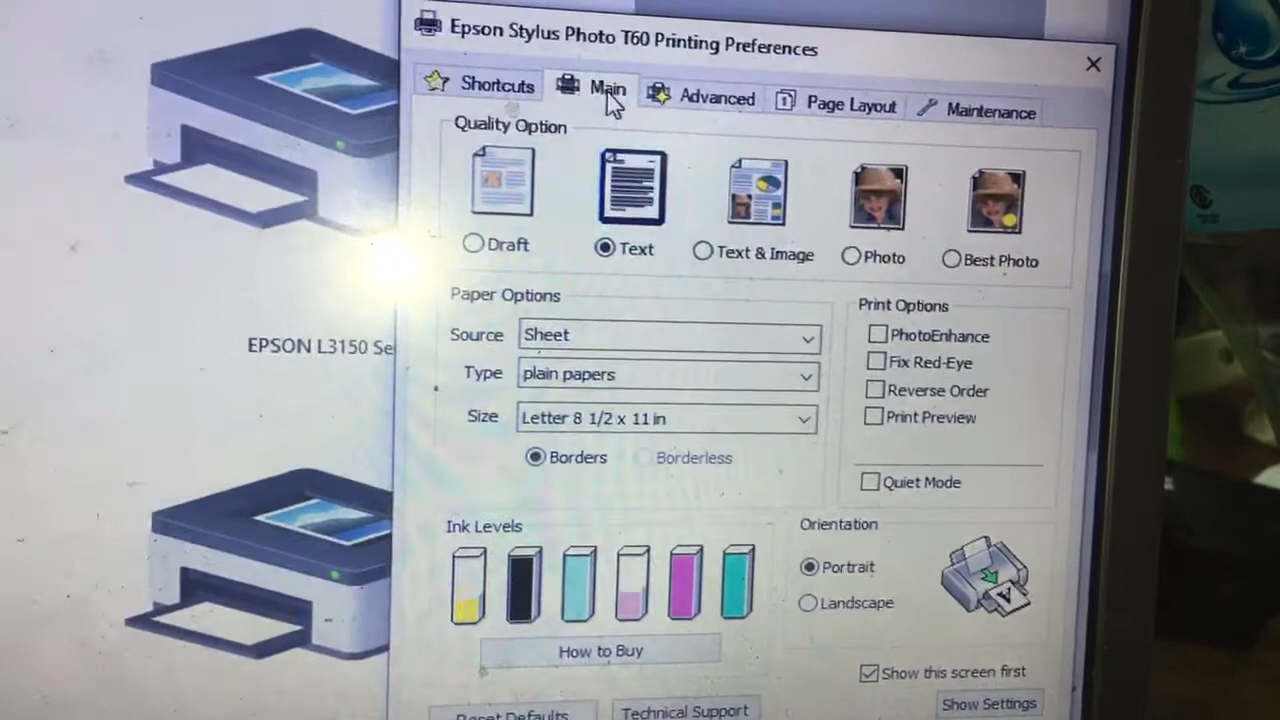 Epson Stylus Photo T60 Printing Preferences
Shortcuts
Main
Advanced
1
Page Layout
Maintenance
Quality Option
Draft
Text
Text & Image
Photo
Best Photo
Paper Options
Source
Sheet
Type
plain papers
Size
Letter 8 1/2 x 11 in
Borders
Borderless
Print Options
PhotoEnhance
Fix Red-Eye
Reverse Order
Print Preview
Quiet Mode
EPSON L3150 Se
Ink Levels
How to Buy
Orientation
Portrait
Landscape
A
Show this screen first
Reset Defaults
Technical Support
Show Settings